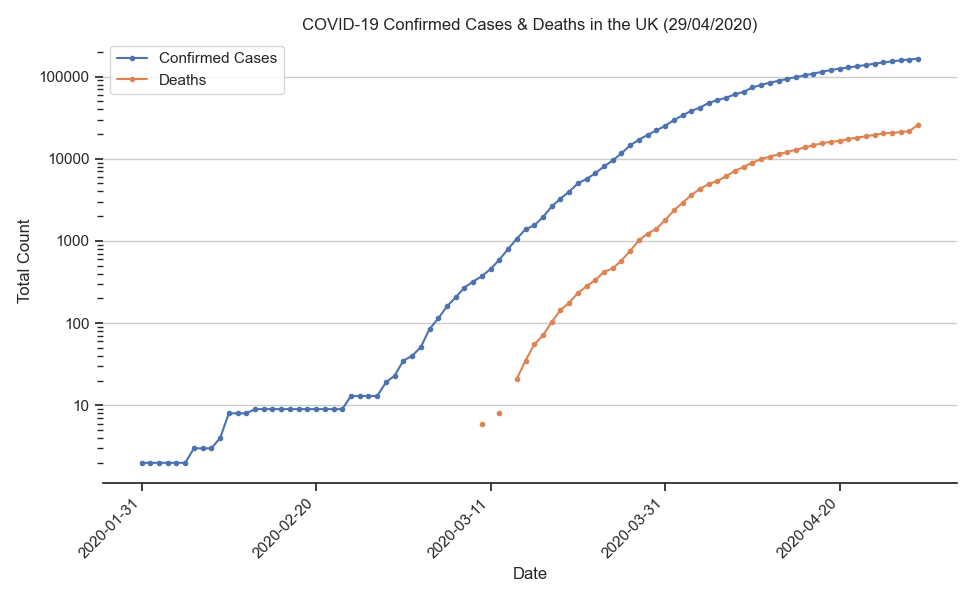 COVID-19 Confirmed Cases & Deaths in the UK (29/04/2020)
Confirmed Cases
Deaths
100000
10000
1000
100
10
Total Count
2020-01-31
2020-02-20
2020-03-11
2020-03-31
2020-04-20
Date